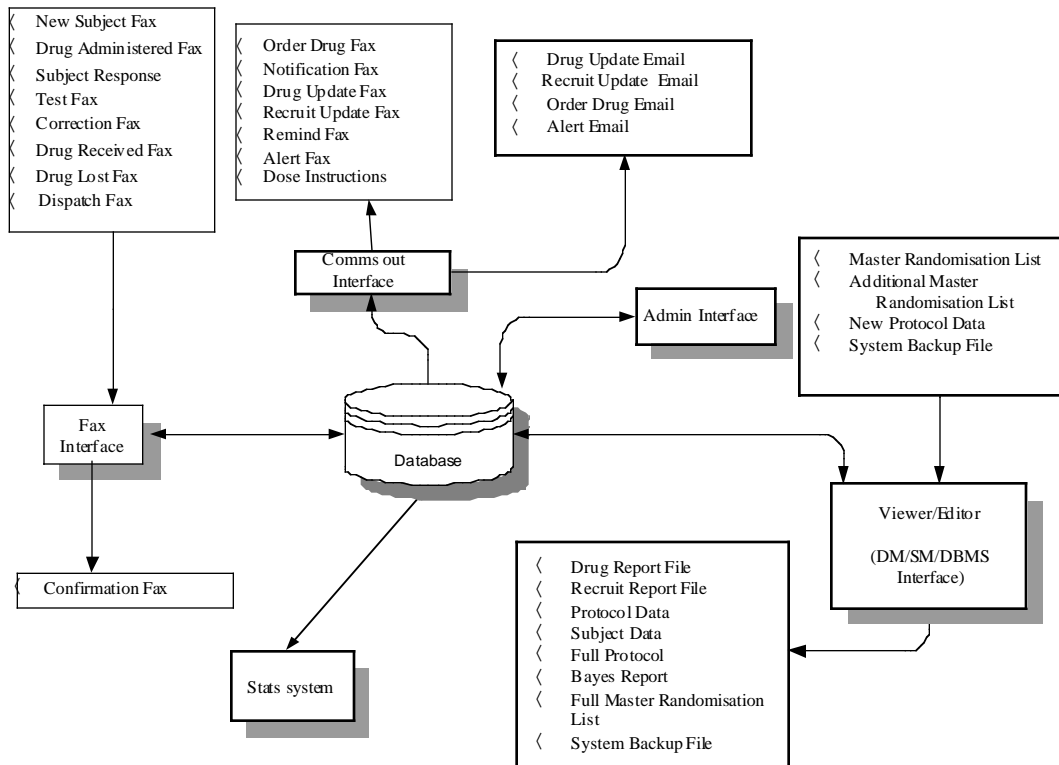 〈 New Subject Fax
〈 Drug Administered Fax
〈 Subject Response
〈 Test Fax
〈 Correction Fax
〈 Drug Received Fax
〈 Drug Lost Fax
〈 Dispatch Fax
〈 Order Drug Fax
〈 Notification Fax
〈 Drug Update Fax
〈 Recruit Update Fax
〈 Remind Fax
〈 Alert Fax
〈 Dose Instructions
〈 Drug Update Email
〈 Recruit Update Email
〈 Order Drug Email
〈 Alert Email
Comms out
Interface
Admin Interface
〈 Master Randomisation List
〈 Additional Master
Randomisation List
〈 New Protocol Data
〈 System Backup File
Fax
Interface
Database
Viewer/Editor
(DM/SM/DBMS
Interface)
〈 Confirmation Fax
Stats system
〈 Drug Report File
〈 Recruit Report File
〈 Protocol Data
〈 Subject Data
〈 Full Protocol
〈 Bayes Report
〈 Full Master Randomisation
List
〈 System Backup File